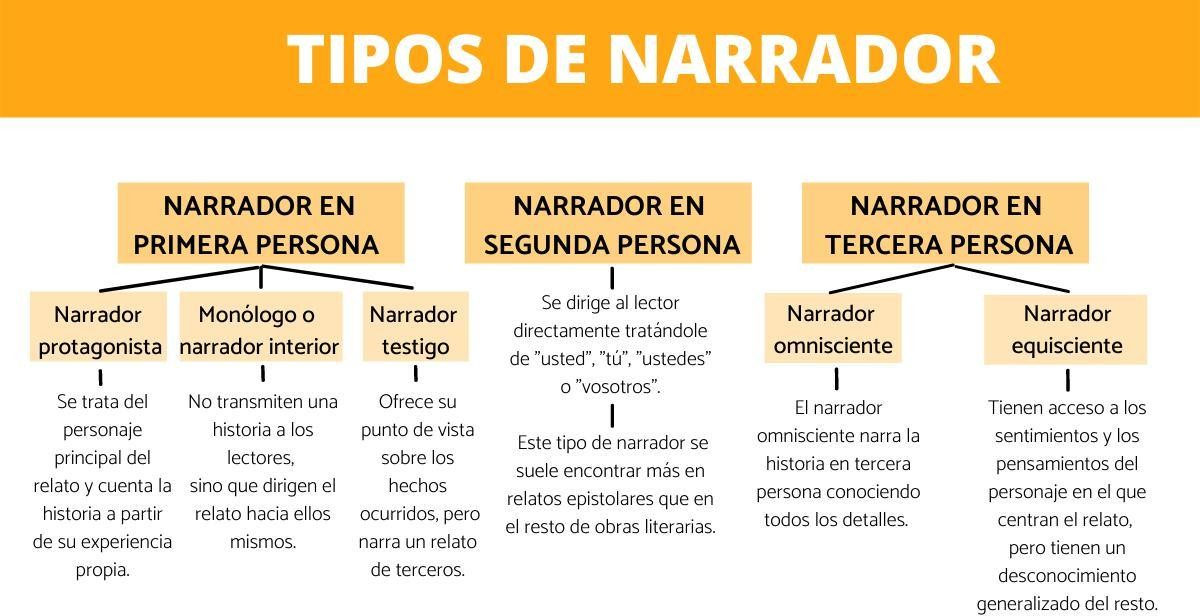 TIPOS DE NARRADOR
NARRADOR EN
PRIMERA PERSONA
Narrador
protagonista
Se trata del
personaje
principal del
relato y cuenta la
historia a partir
de su experiencia
propia.
Monólogo o
narrador interior
No transmiten una
historia a los
lectores,
sino que dirigen el
relato hacia ellos
mismos.
Narrador
testigo
Ofrece su
punto de vista
sobre los
hechos
ocurridos, pero
narra un relato
de terceros.
NARRADOR EN
SEGUNDA PERSONA
Se dirige al lector
directamente tratándole
de ”usted”, ”tú”, ”ustedes”
o ”vosotros”.
Este tipo de narrador se
suele encontrar más en
relatos epistolares que en
el resto de obras literarias.
NARRADOR EN
TERCERA PERSONA
Narrador
omnisciente
El narrador
omnisciente narra la
historia en tercera
persona conociendo
todos los detalles.
Narrador
equisciente
Tienen acceso a los
sentimientos y los
pensamientos del
personaje en el que
centran el relato,
pero tienen un
desconocimiento
generalizado del resto.